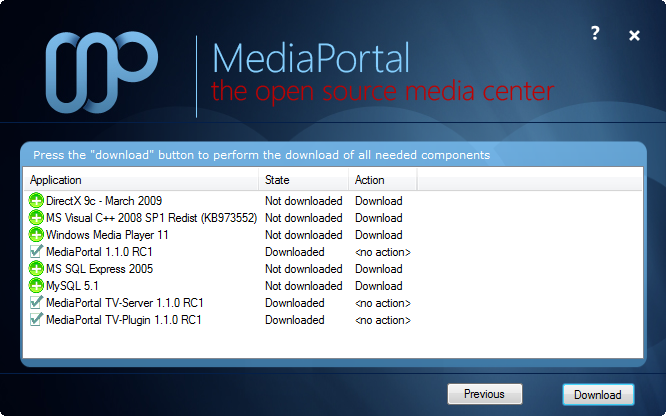 ? ×
MediaPortal
the open source media center
Press the "download" button to perform the download of all needed components
Application State Action
DirectX 9c - March 2009 Not downloaded Download
MS Visual C++ 2008 SP1 Redist (KB973552) Not downloaded Download
Windows Media Player 11 Not downloaded Download
MediaPortal 1.1.0 RC1 Downloaded <no action>
MS SQL Express 2005 Not downloaded Download
MySQL 5.1 Not downloaded Download
MediaPortal TV-Server 1.1.0 RC1 Downloaded <no action>
MediaPortal TV-Plugin 1.1.0 RC1 Downloaded <no action>
Previous Download